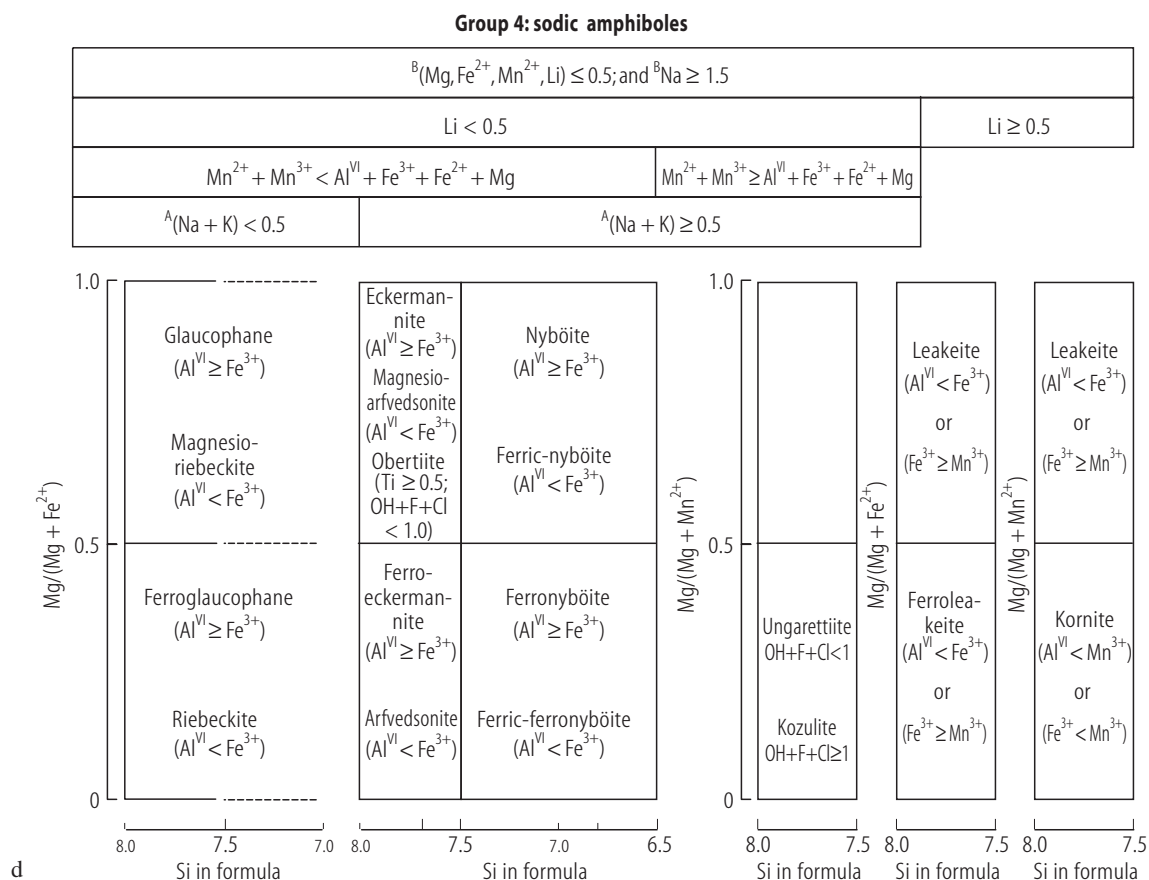 Group 4: sodic amphiboles
ᴮ(Mg, Fe²⁺, Mn²⁺, Li) ≤ 0.5; and ᴮNa ≥ 1.5
Li < 0.5
Li ≥ 0.5
Mn²⁺ + Mn³⁺ < Alⱽᴵ + Fe³⁺ + Fe²⁺ + Mg
Mn²⁺ + Mn³⁺ ≥ Alⱽᴵ + Fe³⁺ + Fe²⁺ + Mg
ᴬ(Na + K) < 0.5
ᴬ(Na + K) ≥ 0.5
Mg/(Mg + Fe²⁺)
1.0
0.5
0
Glaucophane
(Alⱽᴵ ≥ Fe³⁺)
Magnesio-
riebeckite
(Alⱽᴵ < Fe³⁺)
Ferroglaucophane
(Alⱽᴵ ≥ Fe³⁺)
Riebeckite
(Alⱽᴵ < Fe³⁺)
8.0 7.5 7.0
Si in formula
Eckerman-
nite
(Alⱽᴵ ≥ Fe³⁺)
Magnesio-
arfvedsonite
(Alⱽᴵ < Fe³⁺)
Obertiite
(Ti ≥ 0.5;
OH+F+Cl
< 1.0)
Ferro-
eckerman-
nite
(Alⱽᴵ ≥ Fe³⁺)
Arfvedsonite
(Alⱽᴵ < Fe³⁺)
Nyböite
(Alⱽᴵ ≥ Fe³⁺)
Ferric-nyböite
(Alⱽᴵ < Fe³⁺)
Ferronyböite
(Alⱽᴵ ≥ Fe³⁺)
Ferric-ferronyböite
(Alⱽᴵ < Fe³⁺)
8.0 7.5 7.0 6.5
Si in formula
Mg/(Mg + Mn²⁺)
1.0
0.5
0
Ungarettiite
OH+F+Cl<1
Kozulite
OH+F+Cl≥1
8.0 7.5
Si in formula
Mg/(Mg + Fe²⁺)
Leakeite
(Alⱽᴵ < Fe³⁺)
or
(Fe³⁺ ≥ Mn³⁺)
Ferrolea-
keite
(Alⱽᴵ < Fe³⁺)
or
(Fe³⁺ ≥ Mn³⁺)
8.0 7.5
Si in formula
Mg/(Mg + Mn²⁺)
Leakeite
(Alⱽᴵ < Fe³⁺)
or
(Fe³⁺ ≥ Mn³⁺)
Kornite
(Alⱽᴵ < Mn³⁺)
or
(Fe³⁺ < Mn³⁺)
8.0 7.5
Si in formula
d